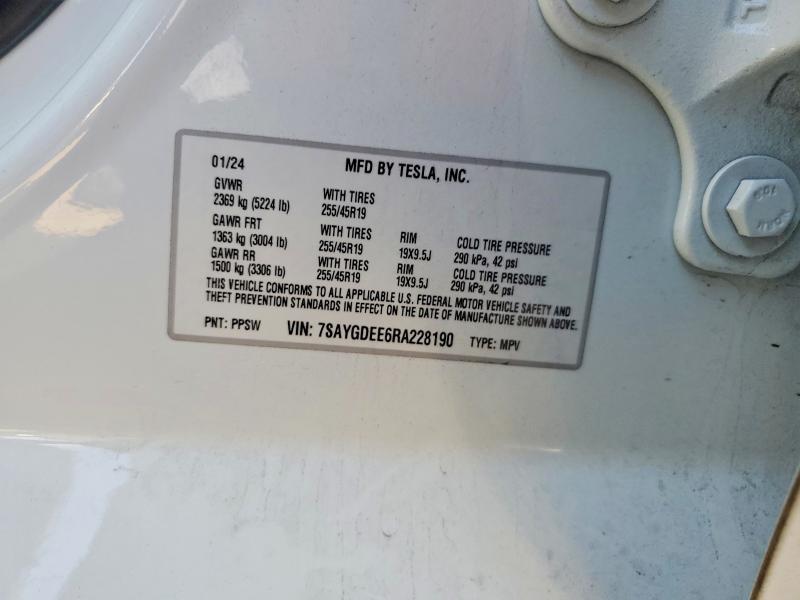 01/24 MFD BY TESLA, INC.
GVWR
2369 kg (5224 lb) WITH TIRES 255/45R19
GAWR FRT
1363 kg (3004 lb) WITH TIRES 255/45R19 RIM 19X9.5J COLD TIRE PRESSURE 290 kPa, 42 psi
GAWR RR
1500 kg (3306 lb) WITH TIRES 255/45R19 RIM 19X9.5J COLD TIRE PRESSURE 290 kPa, 42 psi
THIS VEHICLE CONFORMS TO ALL APPLICABLE U.S. FEDERAL MOTOR VEHICLE SAFETY AND
THEFT PREVENTION STANDARDS IN EFFECT ON THE DATE OF MANUFACTURE SHOWN ABOVE.
PNT: PPSW VIN: 7SAYGDEE6RA228190 TYPE: MPV